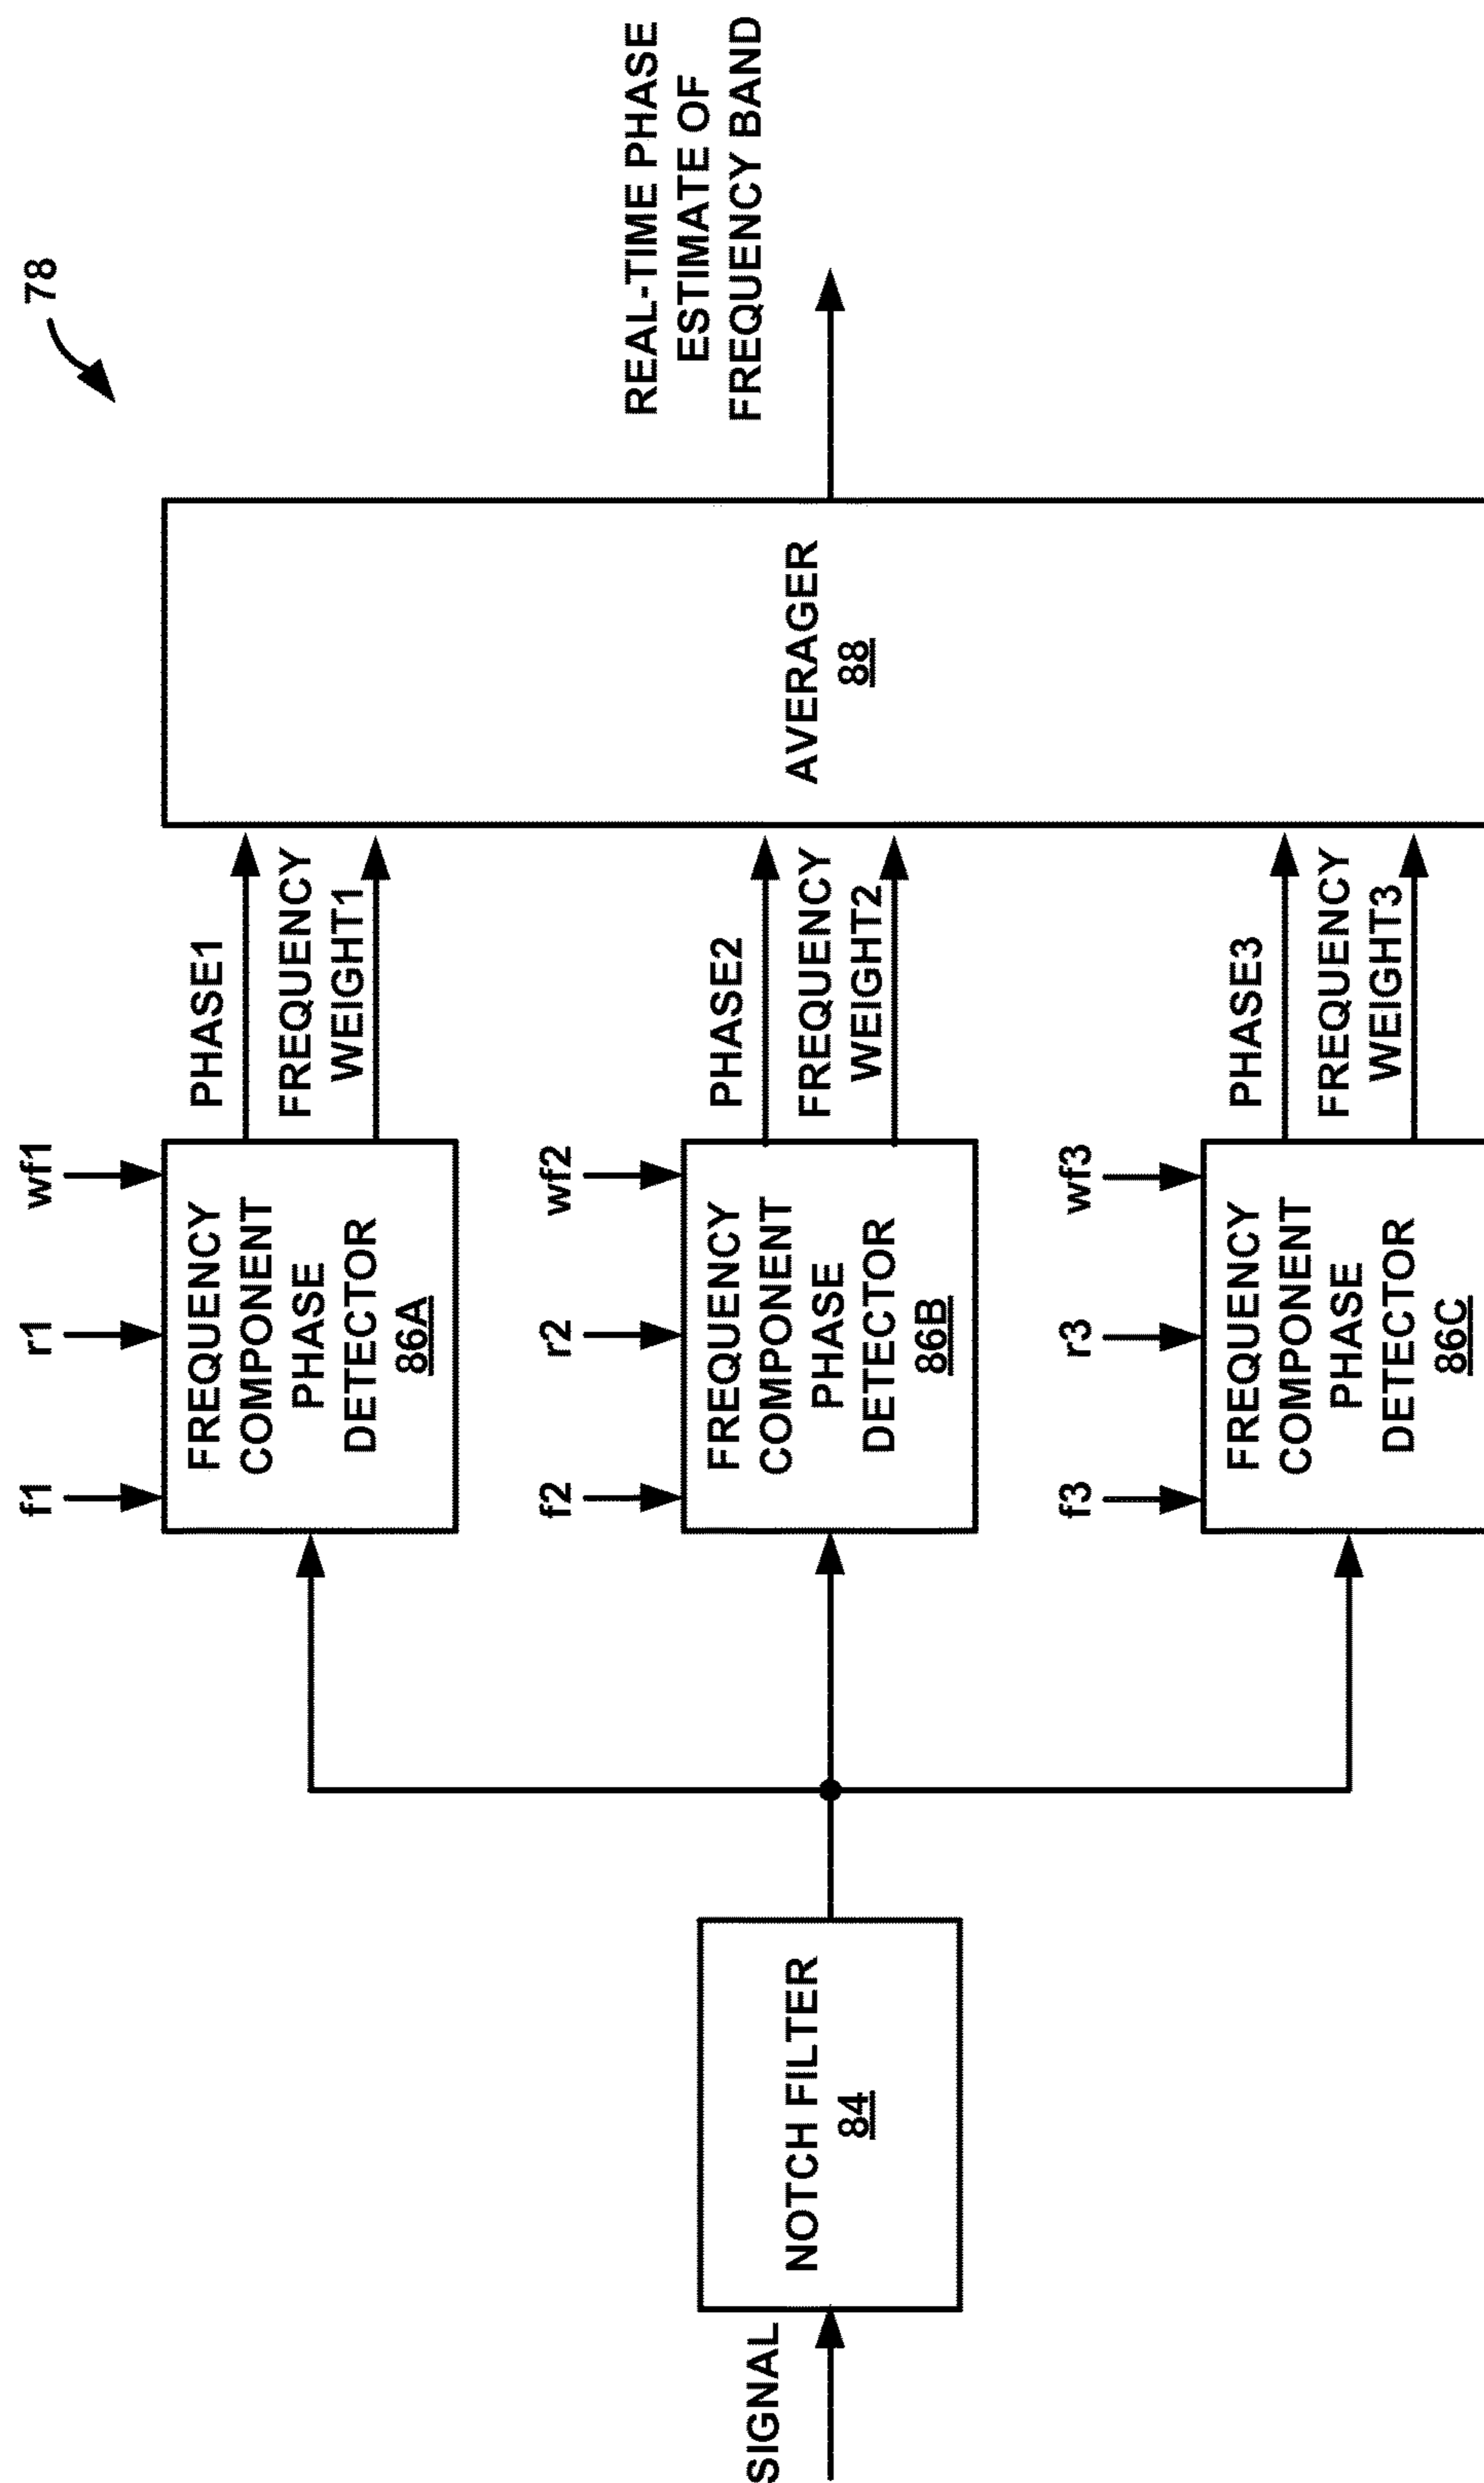 78
SIGNAL
NOTCH FILTER
84
f1
r1
wf1
FREQUENCY
COMPONENT
PHASE
DETECTOR
86A
PHASE1
FREQUENCY
WEIGHT1
f2
r2
wf2
FREQUENCY
COMPONENT
PHASE
DETECTOR
86B
PHASE2
FREQUENCY
WEIGHT2
f3
r3
wf3
FREQUENCY
COMPONENT
PHASE
DETECTOR
86C
PHASE3
FREQUENCY
WEIGHT3
AVERAGER
88
REAL-TIME PHASE
ESTIMATE OF
FREQUENCY BAND